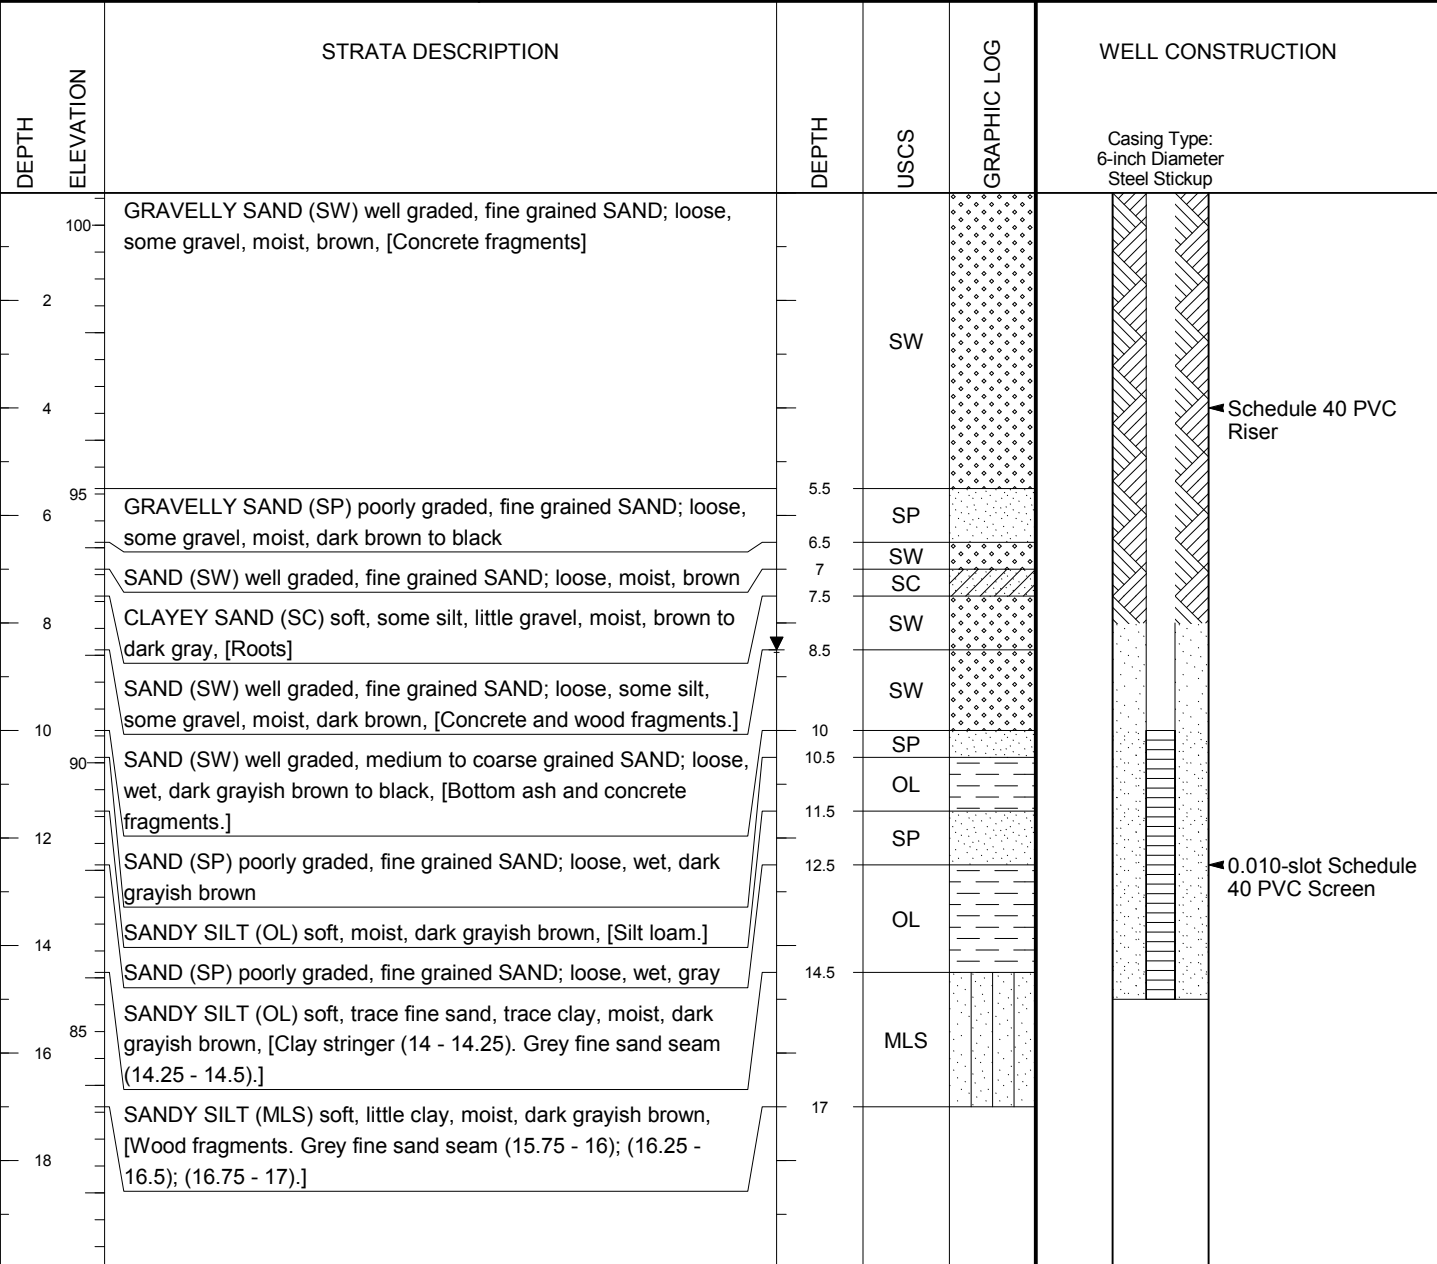 DEPTH
ELEVATION
STRATA DESCRIPTION
DEPTH
USCS
GRAPHIC LOG
WELL CONSTRUCTION
Casing Type:
6-inch Diameter
Steel Stickup
100
2
4
95
6
8
10
90
12
14
85
16
18
GRAVELLY SAND (SW) well graded, fine grained SAND; loose,
some gravel, moist, brown, [Concrete fragments]
GRAVELLY SAND (SP) poorly graded, fine grained SAND; loose,
some gravel, moist, dark brown to black
SAND (SW) well graded, fine grained SAND; loose, moist, brown
CLAYEY SAND (SC) soft, some silt, little gravel, moist, brown to
dark gray, [Roots]
SAND (SW) well graded, fine grained SAND; loose, some silt,
some gravel, moist, dark brown, [Concrete and wood fragments.]
SAND (SW) well graded, medium to coarse grained SAND; loose,
wet, dark grayish brown to black, [Bottom ash and concrete
fragments.]
SAND (SP) poorly graded, fine grained SAND; loose, wet, dark
grayish brown
SANDY SILT (OL) soft, moist, dark grayish brown, [Silt loam.]
SAND (SP) poorly graded, fine grained SAND; loose, wet, gray
SANDY SILT (OL) soft, trace fine sand, trace clay, moist, dark
grayish brown, [Clay stringer (14 - 14.25). Grey fine sand seam
(14.25 - 14.5).]
SANDY SILT (MLS) soft, little clay, moist, dark grayish brown,
[Wood fragments. Grey fine sand seam (15.75 - 16); (16.25 -
16.5); (16.75 - 17).]
5.5
6.5
7
7.5
8.5
10
10.5
11.5
12.5
14.5
17
SW
SP
SW
SC
SW
SW
SP
OL
SP
OL
MLS
Schedule 40 PVC
Riser
0.010-slot Schedule
40 PVC Screen